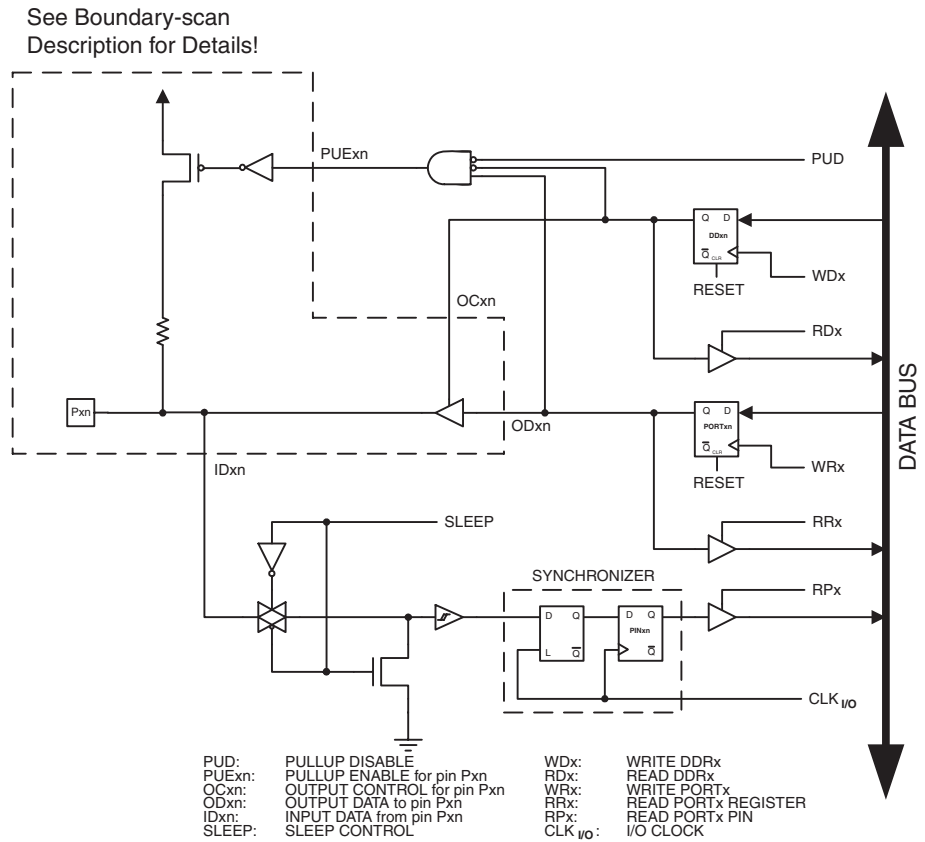 See Boundary-scan
Description for Details!
PUExn
PUD
Q D
DDxn
Q CLR
WDx
RESET
OCxn
RDx
Pxn
ODxn
Q D
PORTxn
Q CLR
WRx
RESET
IDxn
DATA BUS
SLEEP
RRx
SYNCHRONIZER
RPx
D Q
L Q
D Q
PINxn
Q
CLK I/O
PUD: PULLUP DISABLE
PUExn: PULLUP ENABLE for pin Pxn
OCxn: OUTPUT CONTROL for pin Pxn
ODxn: OUTPUT DATA to pin Pxn
IDxn: INPUT DATA from pin Pxn
SLEEP: SLEEP CONTROL
WDx: WRITE DDRx
RDx: READ DDRx
WRx: WRITE PORTx
RRx: READ PORTx REGISTER
RPx: READ PORTx PIN
CLK I/O: I/O CLOCK